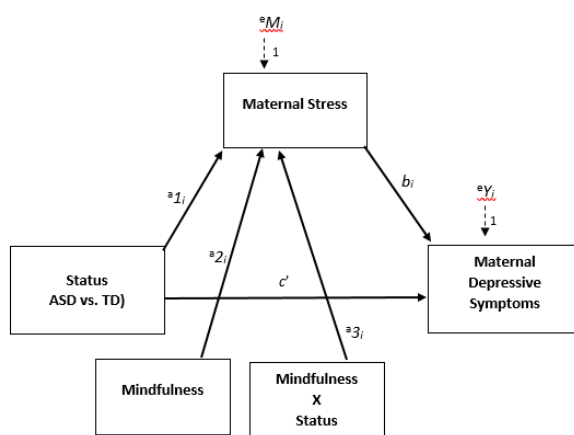 eMi
1
Maternal Stress
a1i
bi
eYi
1
a2i
Status
ASD vs. TD)
c'
Maternal
Depressive
Symptoms
a3i
Mindfulness
Mindfulness
X
Status